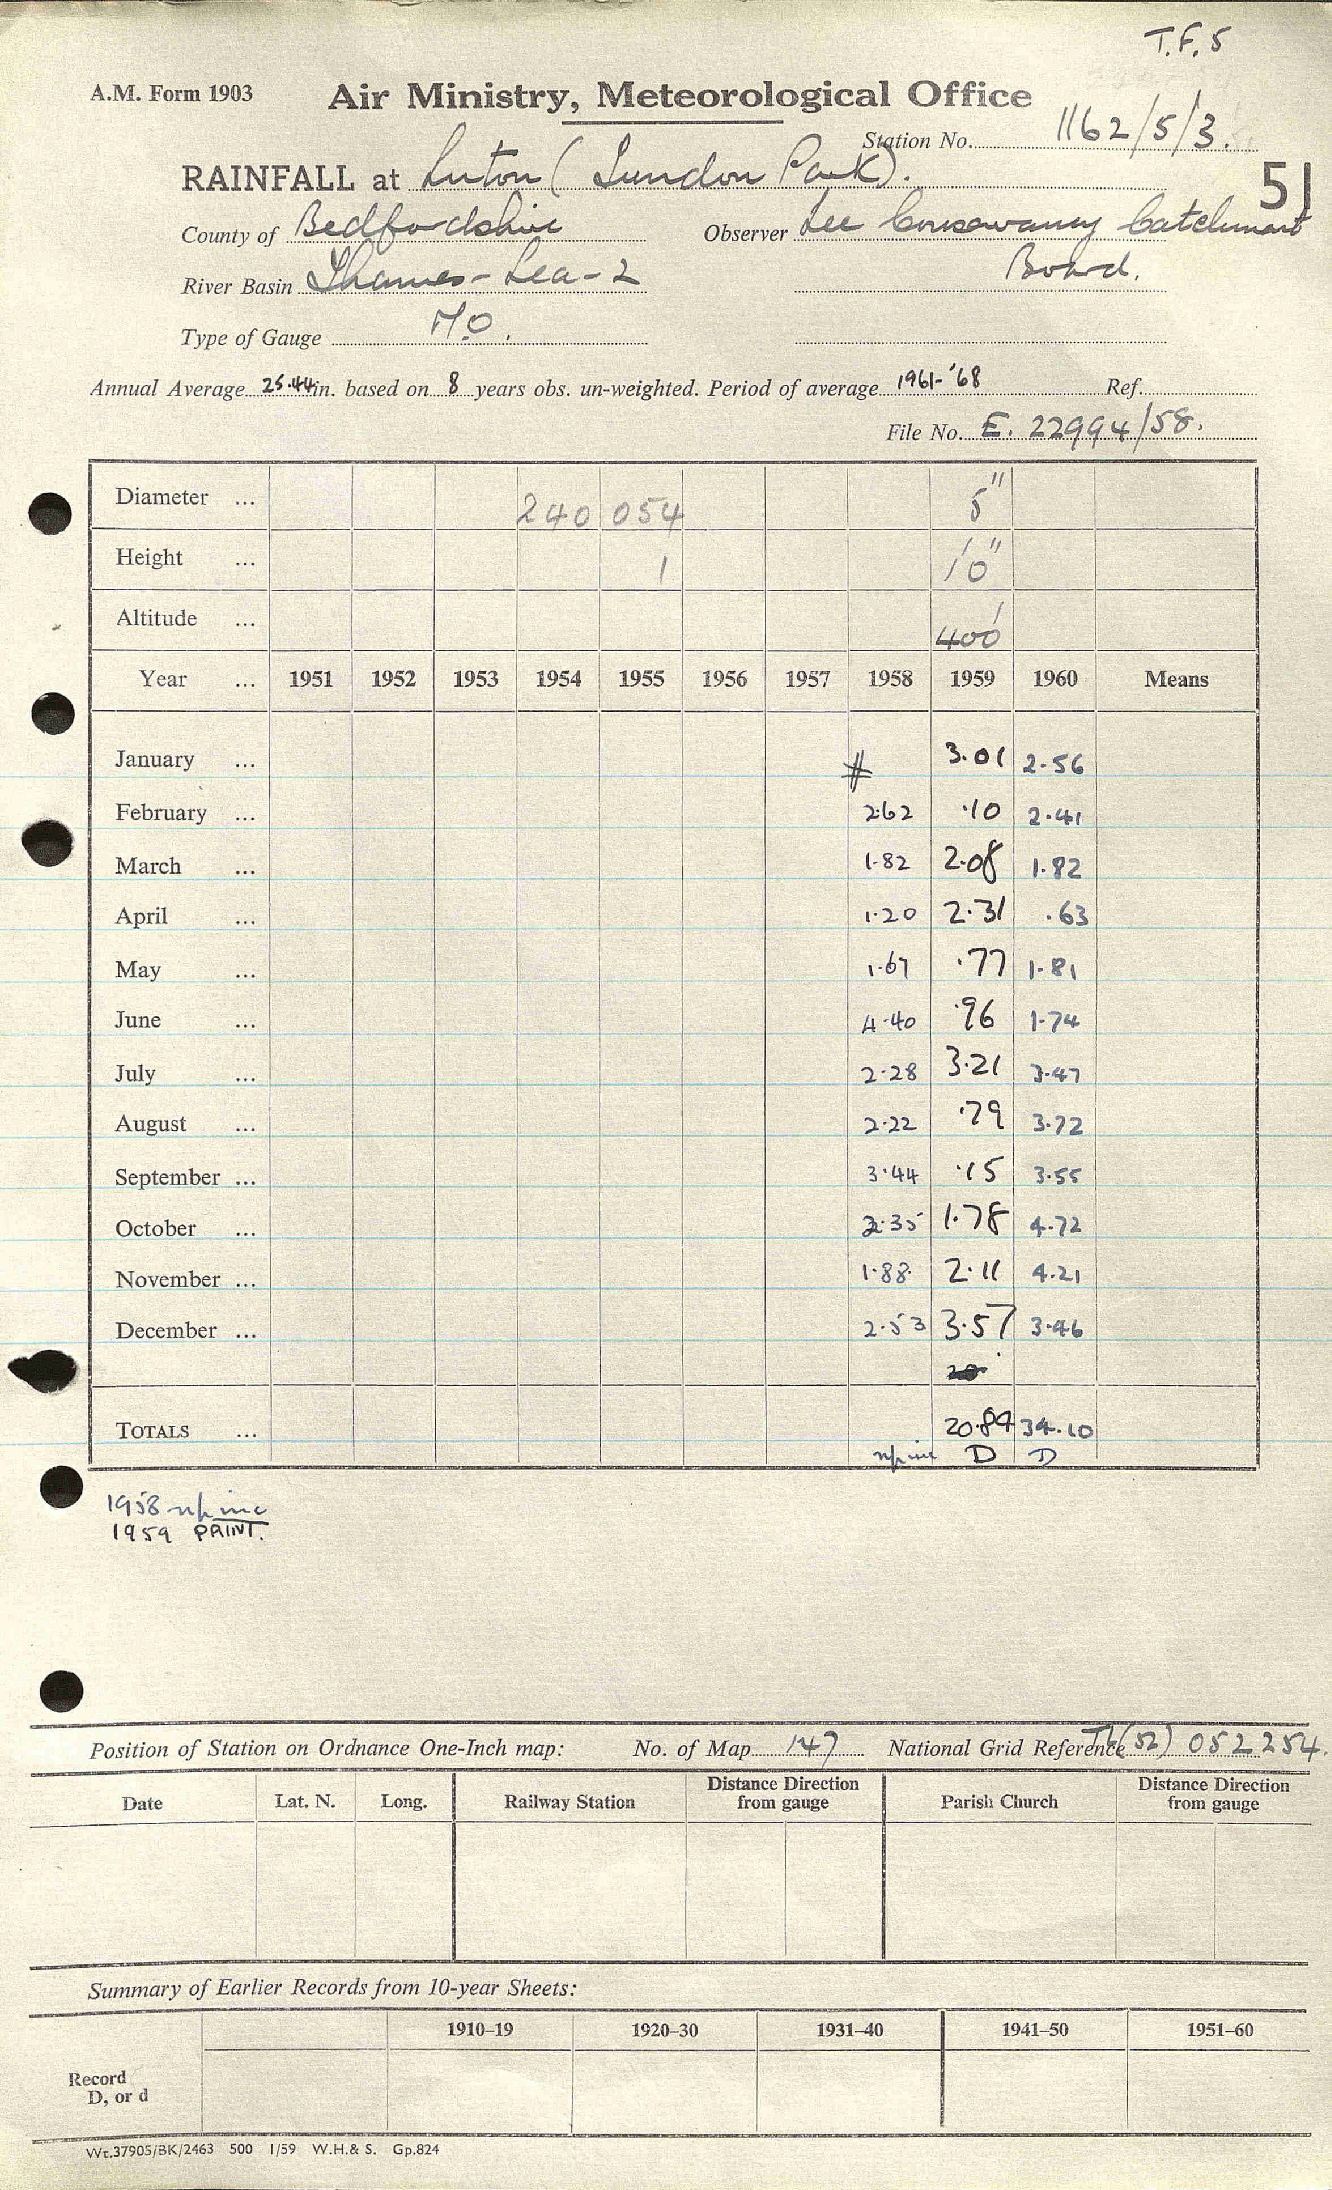 T.F.5
A.M. Form 1903 Air Ministry, Meteorological Office
Station No. 1162/5/3.
RAINFALL at Luton (Sundon Park). 51
County of Bedfordshire Observer Lee Conservancy Catchment
River Basin Thames-Lea-2 Board.
Type of Gauge M.O.
Annual Average 25.44 in. based on 8 years obs. un-weighted. Period of average 1961-'68 Ref.
File No. E. 22994/58.
Diameter ... 240 054 5"
Height ... 1 1' 0"
Altitude ... 400'
Year ... 1951 1952 1953 1954 1955 1956 1957 1958 1959 1960 Means
January ... # 3.01 2.56
February ... 2.62 .10 2.41
March ... 1.82 2.08 1.82
April ... 1.20 2.31 .63
May ... 1.67 .77 1.81
June ... 4.40 .96 1.74
July ... 2.28 3.21 3.47
August ... 2.22 .79 3.72
September ... 3.44 .15 3.55
October ... 2.35 1.78 4.72
November ... 1.88 2.11 4.21
December ... 2.53 3.57 3.46
TOTALS ... 20.84 34.10
np inc D D
1958 np inc
1959 PRINT.
Position of Station on Ordnance One-Inch map: No. of Map 147 National Grid Reference TL(52) 052254.
Date Lat. N. Long. Railway Station Distance Direction from gauge Parish Church Distance Direction from gauge
Summary of Earlier Records from 10-year Sheets:
1910–19 1920–30 1931–40 1941–50 1951–60
Record
D, or d
Wt.37905/BK/2463 500 1/59 W.H.& S. Gp.824